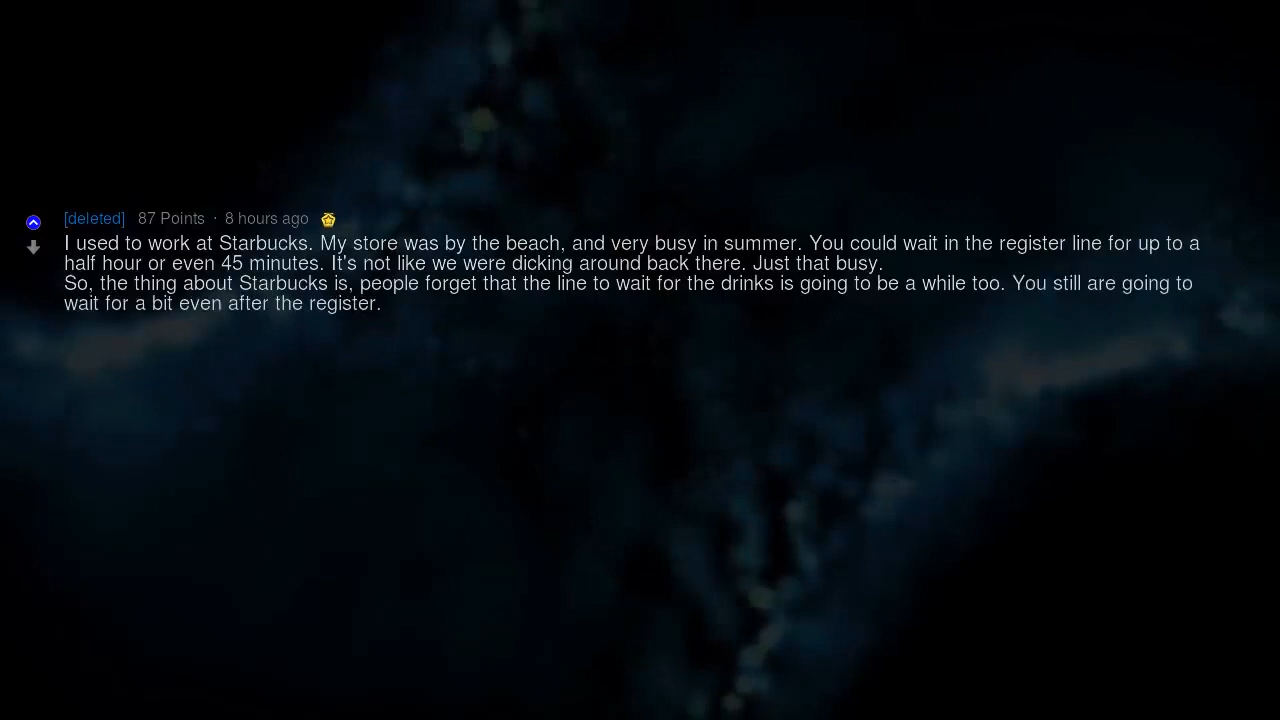 [deleted] 87 Points · 8 hours ago
I used to work at Starbucks. My store was by the beach, and very busy in summer. You could wait in the register line for up to a
half hour or even 45 minutes. It's not like we were dicking around back there. Just that busy.
So, the thing about Starbucks is, people forget that the line to wait for the drinks is going to be a while too. You still are going to
wait for a bit even after the register.